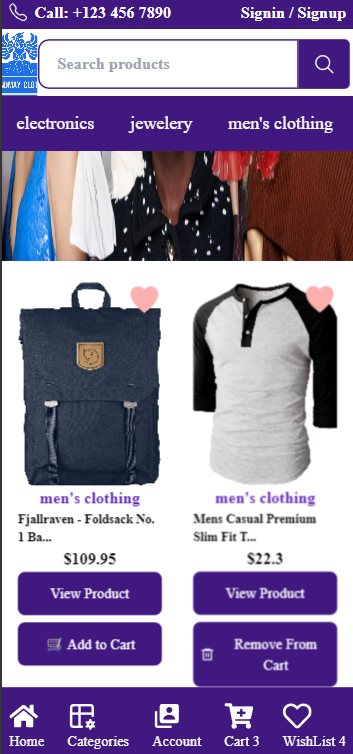 Call: +123 456 7890
Signin / Signup
Search products
electronics
jewelery
men's clothing
men's clothing
Fjallraven - Foldsack No.
1 Ba...
$109.95
View Product
Add to Cart
men's clothing
Mens Casual Premium
Slim Fit T...
$22.3
View Product
Remove From
Cart
Home
Categories
Account
Cart 3
WishList 4